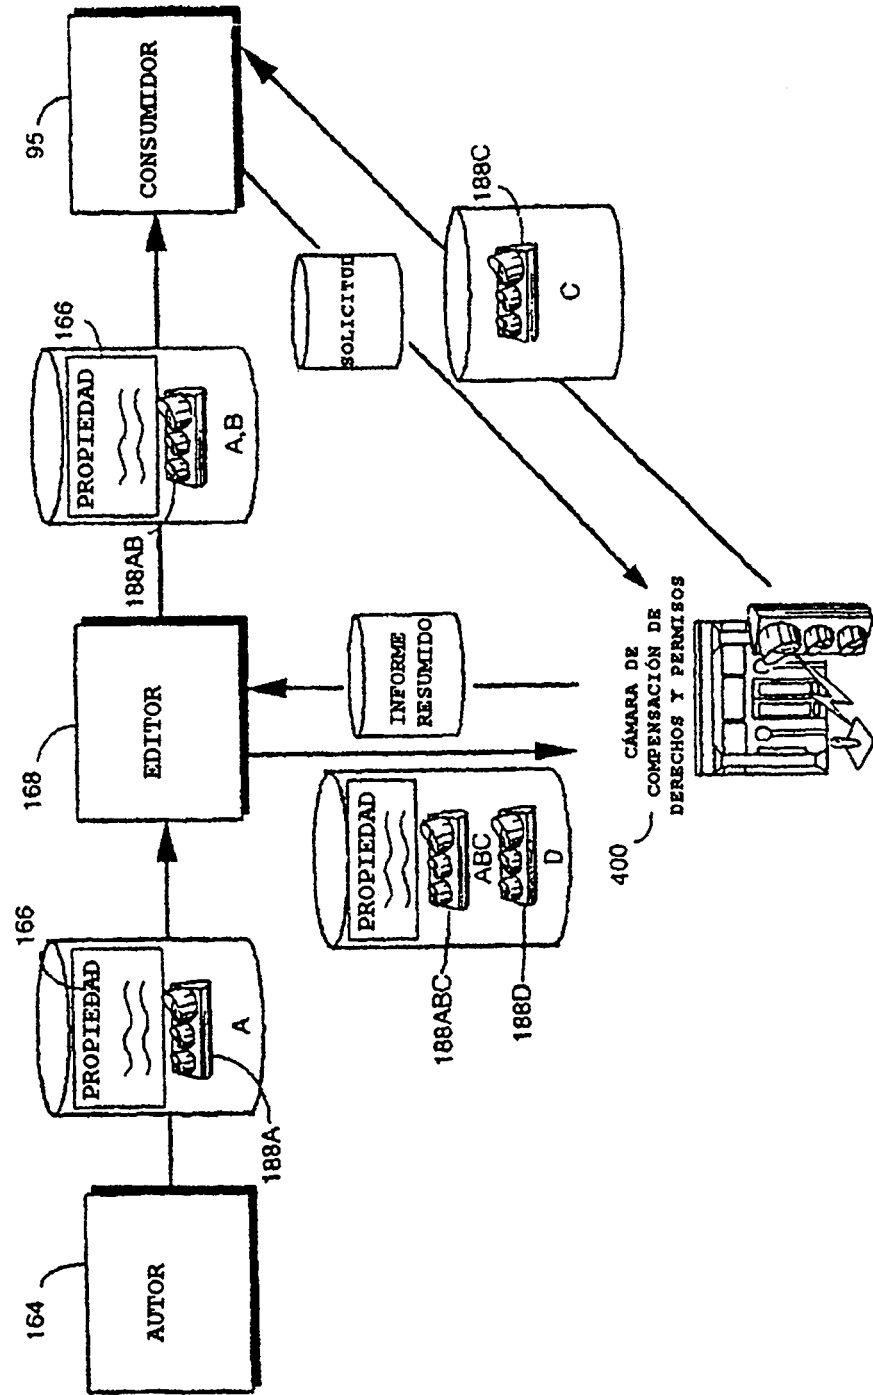 164
AUTOR
166
PROPIEDAD
A
188A
168
EDITOR
188AB
PROPIEDAD
166
A,B
95
CONSUMIDOR
PROPIEDAD
188ABC
ABC
188D
D
INFORME
RESUMIDO
SOLICITUD
188C
C
400
CÁMARA DE
COMPENSACIÓN DE
DERECHOS Y PERMISOS